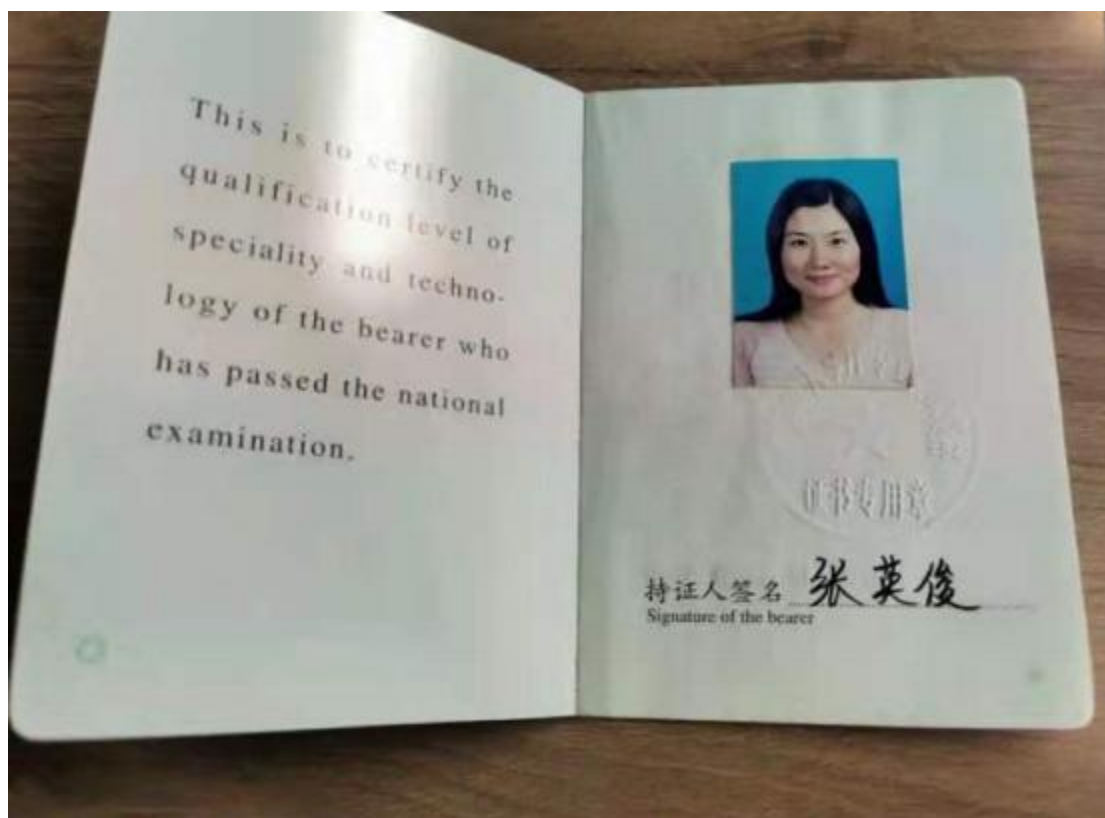 This is to certify the
qualification level of
speciality and techno-
logy of the bearer who
has passed the national
examination.
证书专用章
持证人签名 张英俊
Signature of the bearer